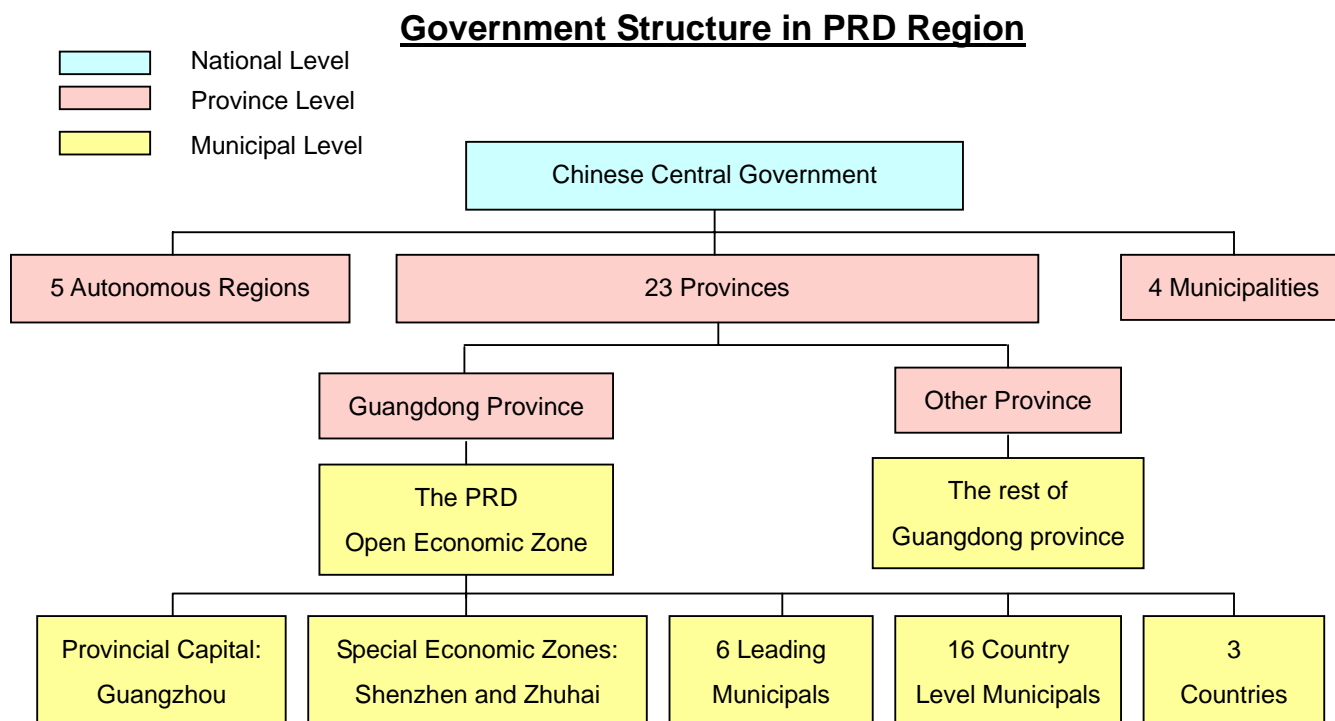 Government Structure in PRD Region
National Level
Province Level
Municipal Level
Chinese Central Government
5 Autonomous Regions
23 Provinces
4 Municipalities
Guangdong Province
Other Province
The PRD
Open Economic Zone
The rest of
Guangdong province
Provincial Capital:
Guangzhou
Special Economic Zones:
Shenzhen and Zhuhai
6 Leading
Municipals
16 Country
Level Municipals
3
Countries